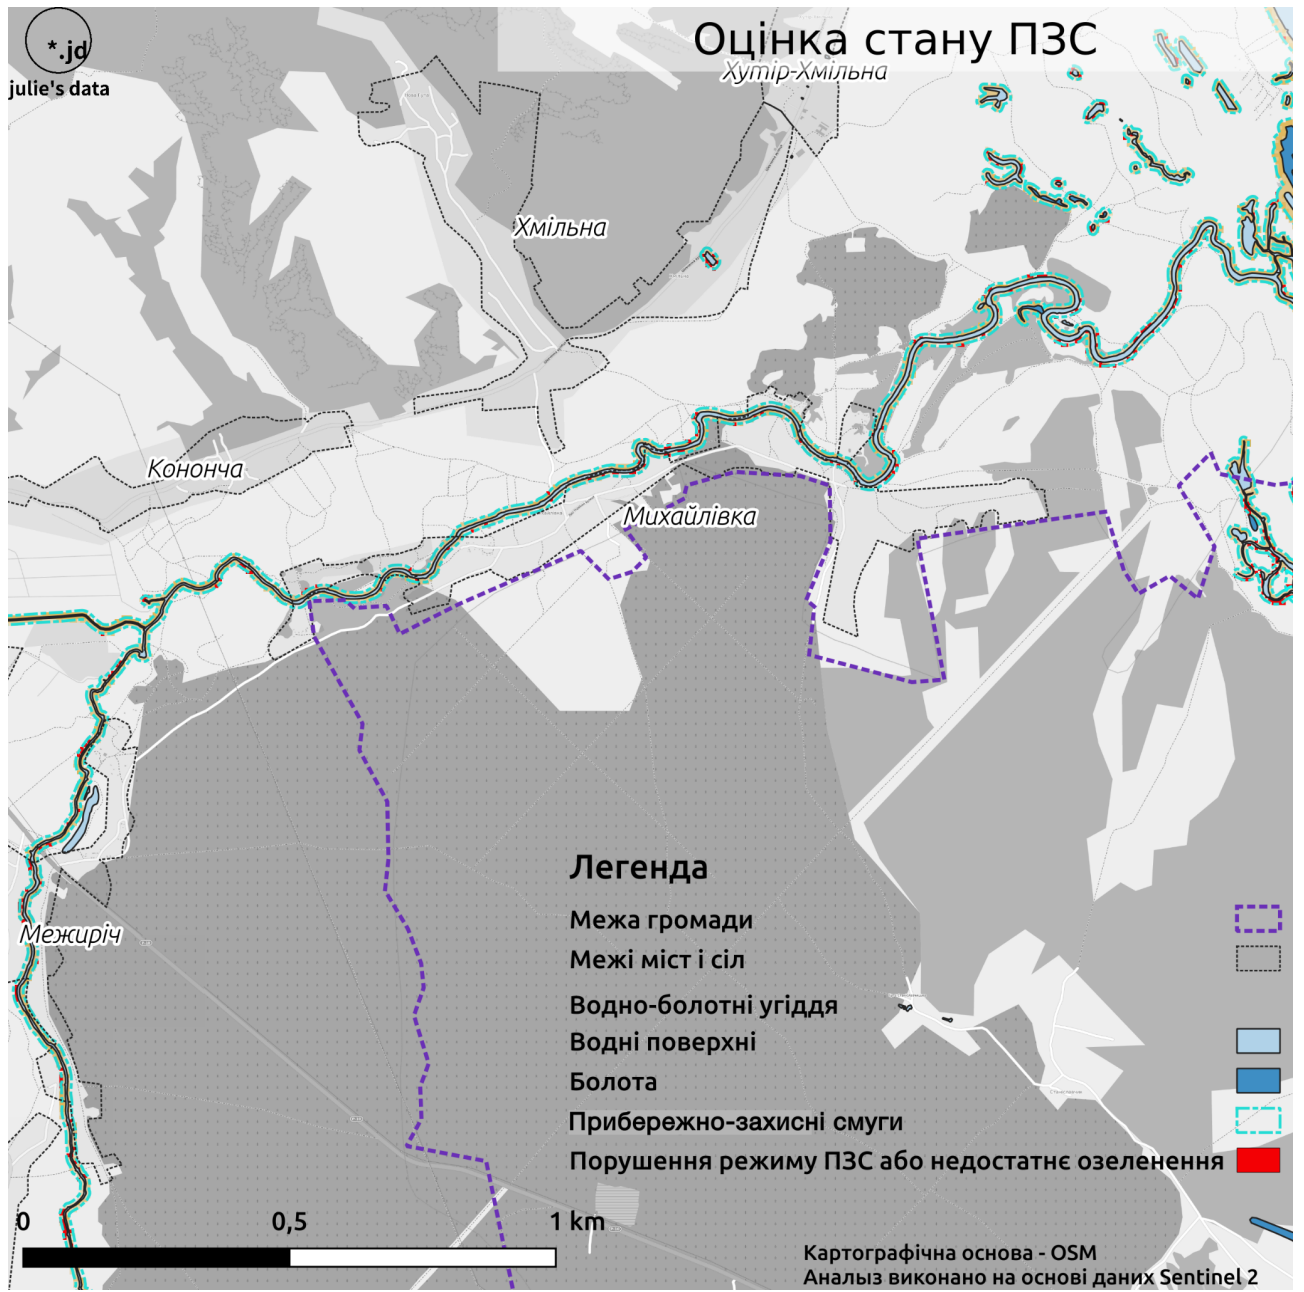 *.jd
julie's data
Оцінка стану ПЗС
Хутір-Хмільна
Хмільна
Кононча
Михайлівка
Межиріч
Легенда
Межа громади
Межі міст і сіл
Водно-болотні угіддя
Водні поверхні
Болота
Прибережно-захисні смуги
Порушення режиму ПЗС або недостатнє озеленення
0 0,5 1 km
Картографічна основа - OSM
Аналыз виконано на основі даних Sentinel 2